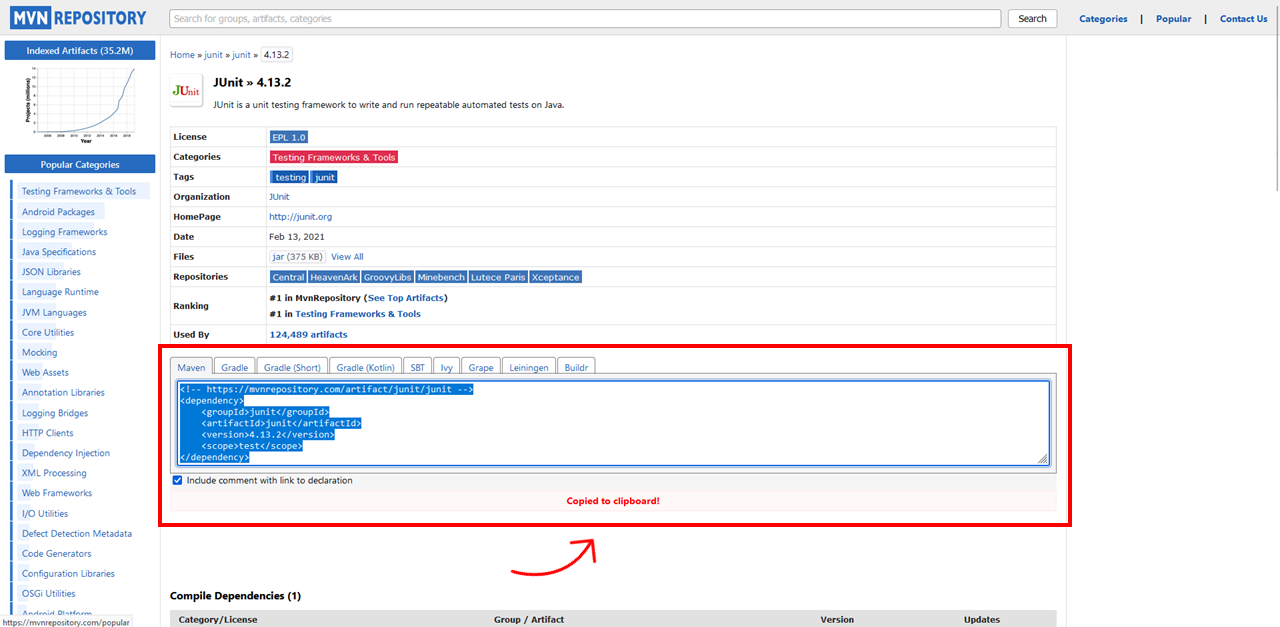 MVNREPOSITORY
Search for groups, artifacts, categories
Search
Categories | Popular | Contact Us
Indexed Artifacts (35.2M)
Projects (millions)
Year
Popular Categories
Testing Frameworks & Tools
Android Packages
Logging Frameworks
Java Specifications
JSON Libraries
Language Runtime
JVM Languages
Core Utilities
Mocking
Web Assets
Annotation Libraries
Logging Bridges
HTTP Clients
Dependency Injection
XML Processing
Web Frameworks
I/O Utilities
Defect Detection Metadata
Code Generators
Configuration Libraries
OSGi Utilities
Android Platform
https://mvnrepository.com/popular
Home » junit » junit » 4.13.2
JUnit
JUnit » 4.13.2
JUnit is a unit testing framework to write and run repeatable automated tests on Java.
License EPL 1.0
Categories Testing Frameworks & Tools
Tags testing junit
Organization JUnit
HomePage http://junit.org
Date Feb 13, 2021
Files jar (375 KB) View All
Repositories Central HeavenArk GroovyLibs Minebench Lutece Paris Xceptance
Ranking #1 in MvnRepository (See Top Artifacts)
#1 in Testing Frameworks & Tools
Used By 124,489 artifacts
Maven Gradle Gradle (Short) Gradle (Kotlin) SBT Ivy Grape Leiningen Buildr
<!-- https://mvnrepository.com/artifact/junit/junit -->
<dependency>
    <groupId>junit</groupId>
    <artifactId>junit</artifactId>
    <version>4.13.2</version>
    <scope>test</scope>
</dependency>
Include comment with link to declaration
Copied to clipboard!
Compile Dependencies (1)
Category/License Group / Artifact Version Updates